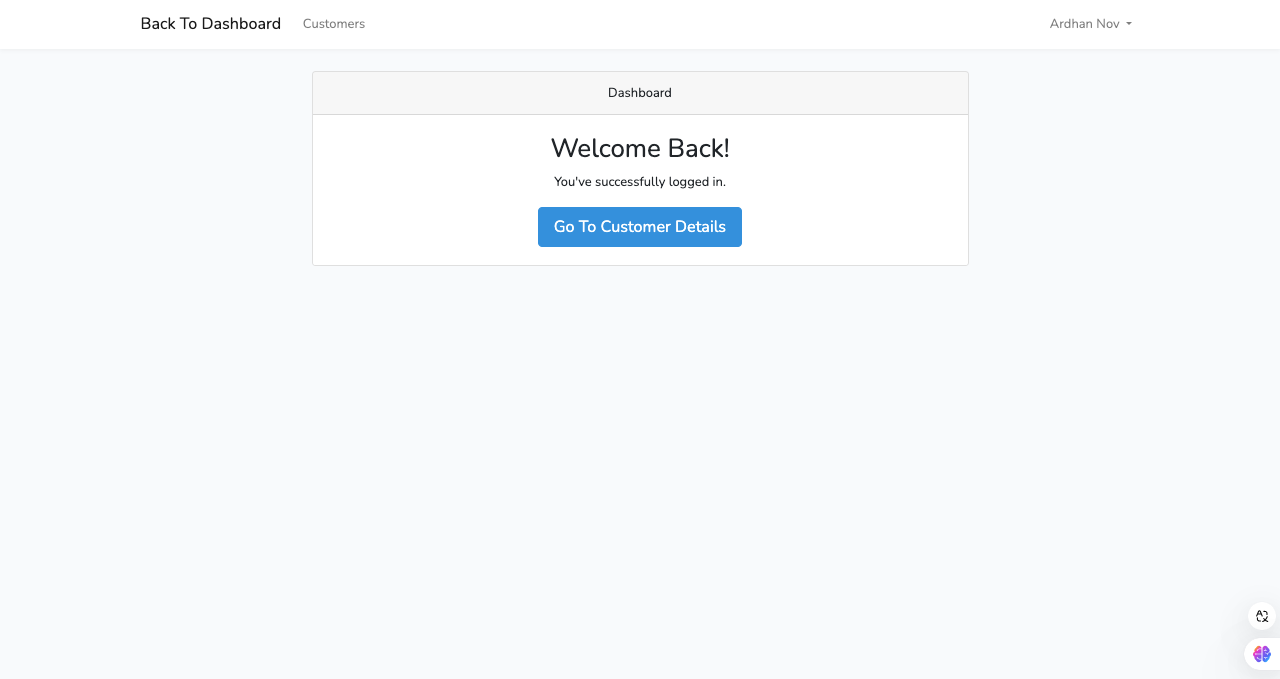 Back To Dashboard
Customers
Ardhan Nov
Dashboard
Welcome Back!
You've successfully logged in.
Go To Customer Details